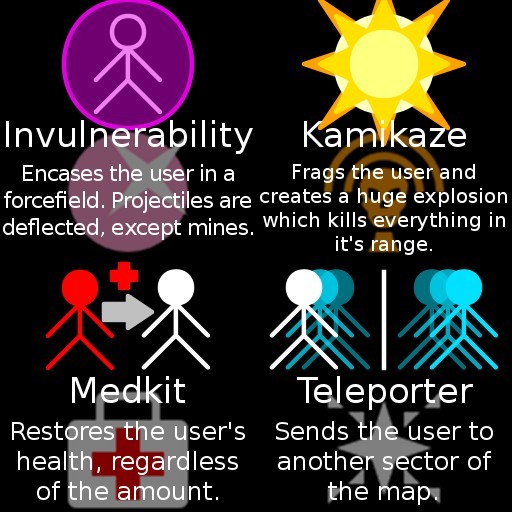 Invulnerability
Encases the user in a
forcefield. Projectiles are
deflected, except mines.
Kamikaze
Frags the user and
creates a huge explosion
which kills everything in
it's range.
Medkit
Restores the user's
health, regardless
of the amount.
Teleporter
Sends the user to
another sector of
the map.